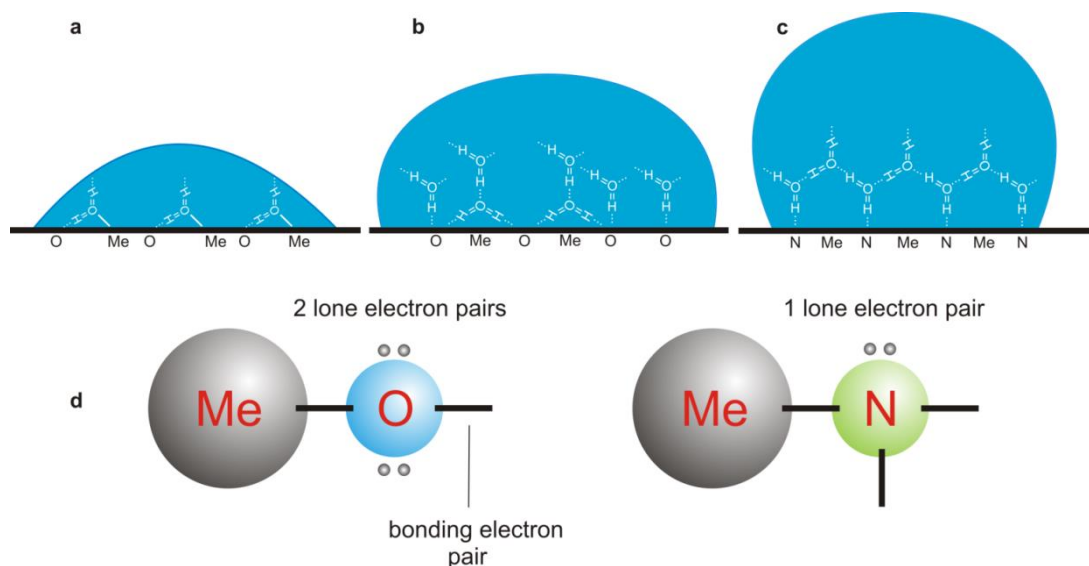 a
b
c
H O H H O H H O H
O Me O Me O Me
H O H H O H H O H H O H H O H H O H H O H
O Me O Me O O
H O H H O H H O H H O H H O H H O H H O H
N Me N Me N Me N
2 lone electron pairs
1 lone electron pair
d
Me O
Me N
bonding electron
pair